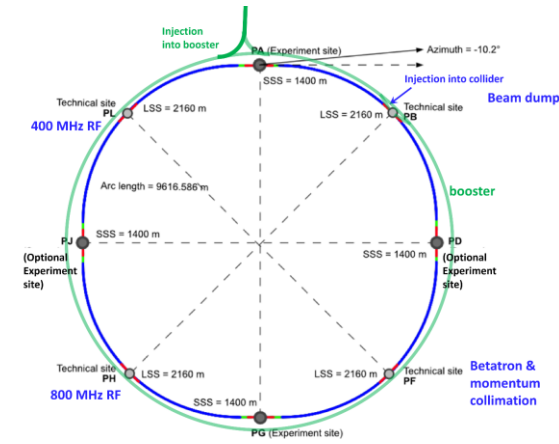 Injection
into booster
PA (Experiment site)
Azimuth = -10.2°
SSS = 1400 m
Injection into collider
Beam dump
Technical site
PL
LSS = 2160 m
400 MHz RF
LSS = 2160 m
Technical site
PB
Arc length = 9616.586 m
booster
PJ
SSS = 1400 m
PD
(Optional
Experiment
site)
SSS = 1400 m
(Optional
Experiment
site)
Technical site
PH
LSS = 2160 m
800 MHz RF
LSS = 2160 m
Technical site
PF
Betatron &
momentum
collimation
SSS = 1400 m
PG (Experiment site)